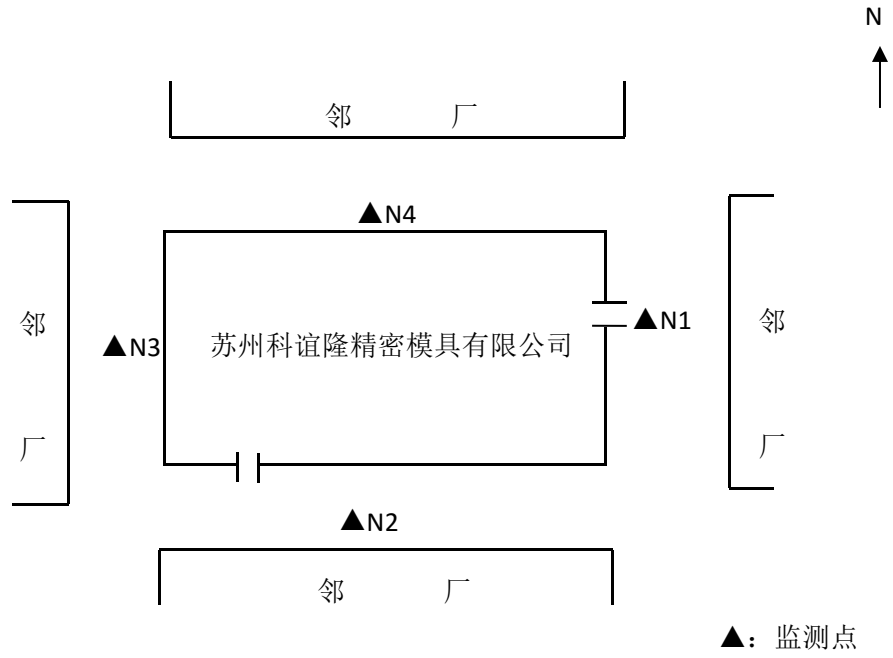 N
邻 厂
▲N4
邻 厂
▲N3
苏州科谊隆精密模具有限公司
▲N1
邻 厂
▲N2
邻 厂
▲：监测点